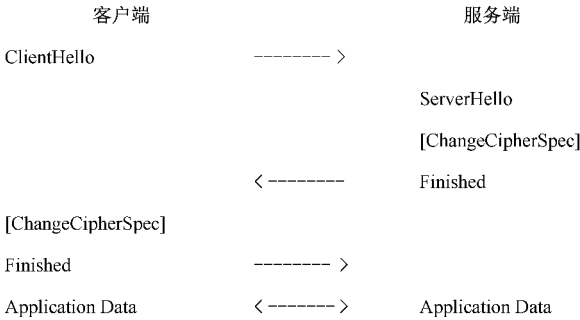 客户端 服务端
ClientHello --------> 
ServerHello
[ChangeCipherSpec]
<-------- Finished
[ChangeCipherSpec]
Finished -------->
Application Data <-------> Application Data